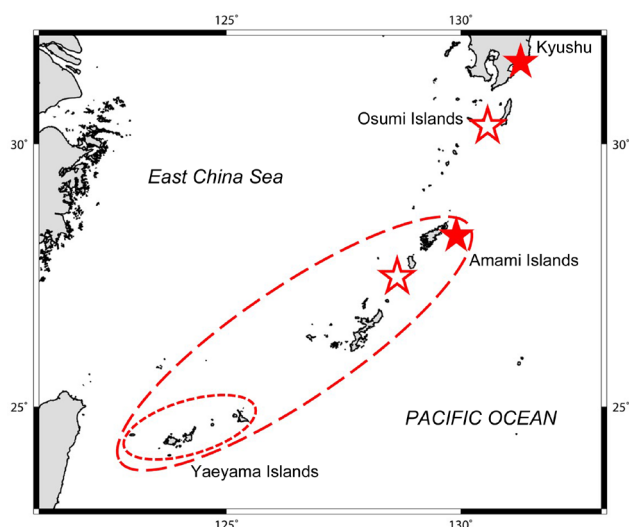 125°
130°
Kyushu
Osumi Islands
30°
30°
East China Sea
Amami Islands
25°
25°
PACIFIC OCEAN
Yaeyama Islands
125°
130°